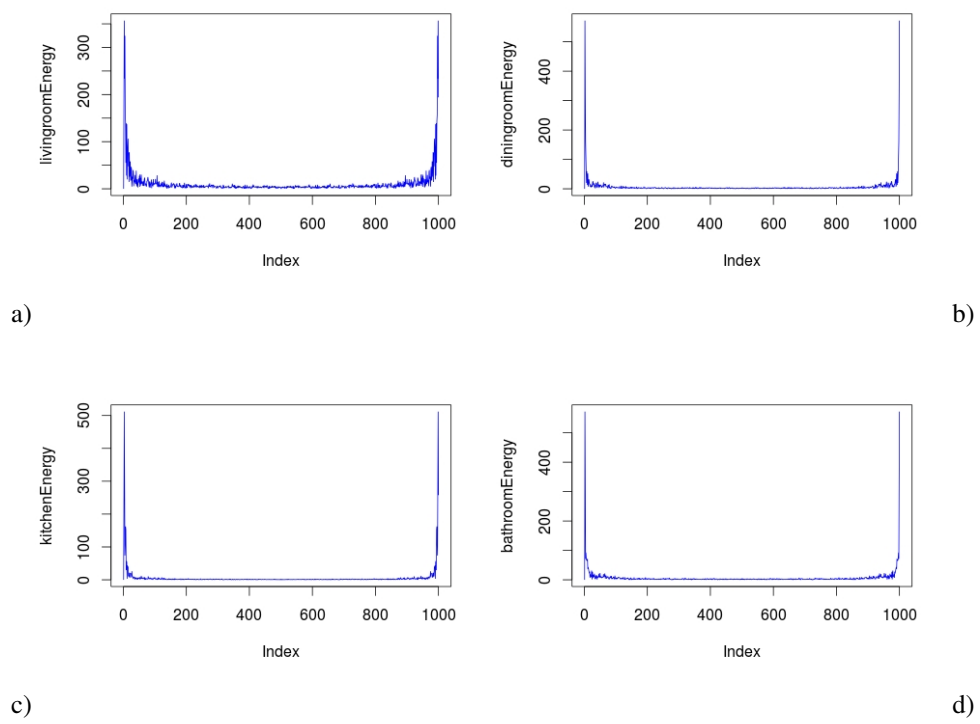 livingroomEnergy
300
200
100
0
0 200 400 600 800 1000
Index
diningroomEnergy
400
200
0
0 200 400 600 800 1000
Index
a) b)
kitchenEnergy
500
300
100
0
0 200 400 600 800 1000
Index
bathroomEnergy
400
200
0
0 200 400 600 800 1000
Index
c) d)